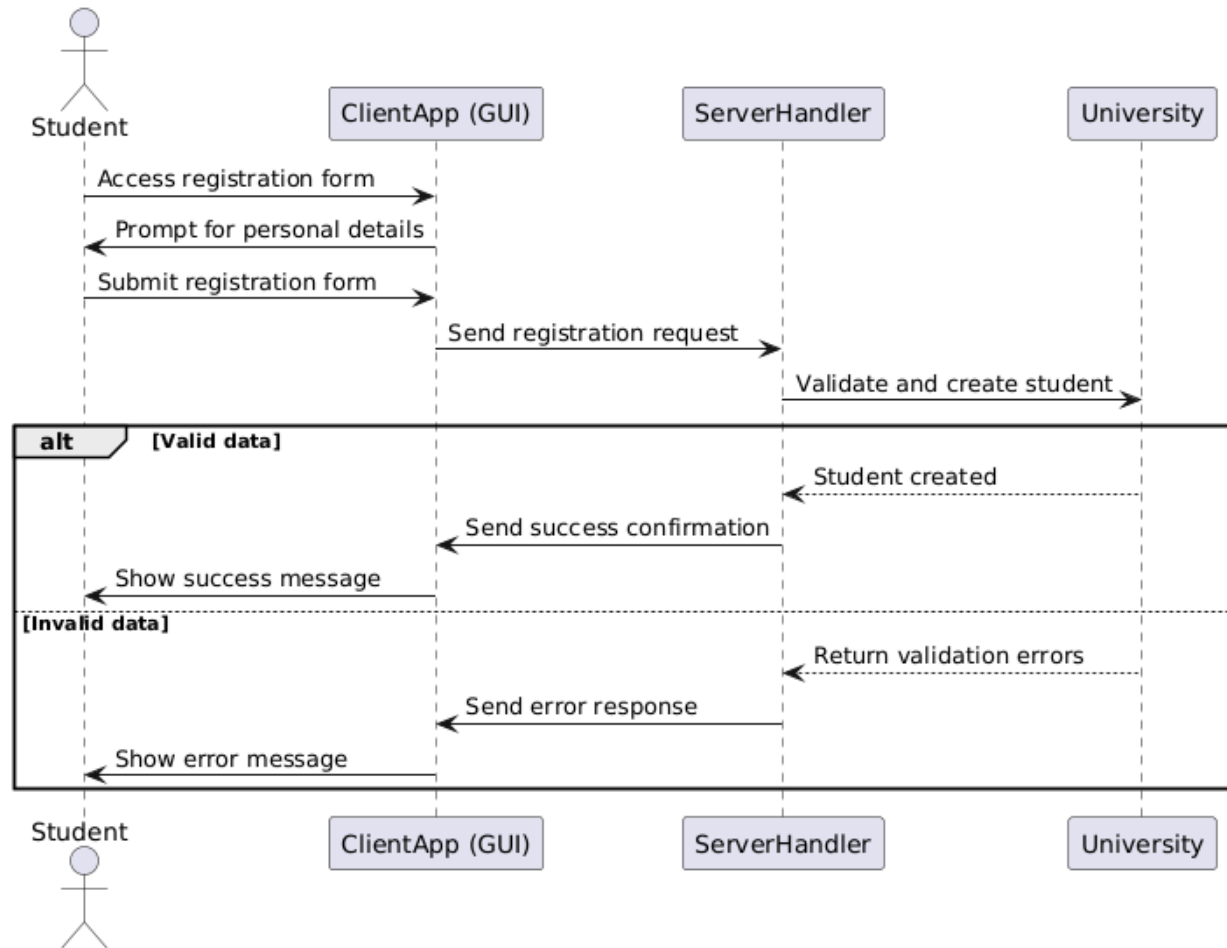 Student
ClientApp (GUI)
ServerHandler
University
Access registration form
Prompt for personal details
Submit registration form
Send registration request
Validate and create student
alt
[Valid data]
Student created
Send success confirmation
Show success message
[Invalid data]
Return validation errors
Send error response
Show error message
Student
ClientApp (GUI)
ServerHandler
University